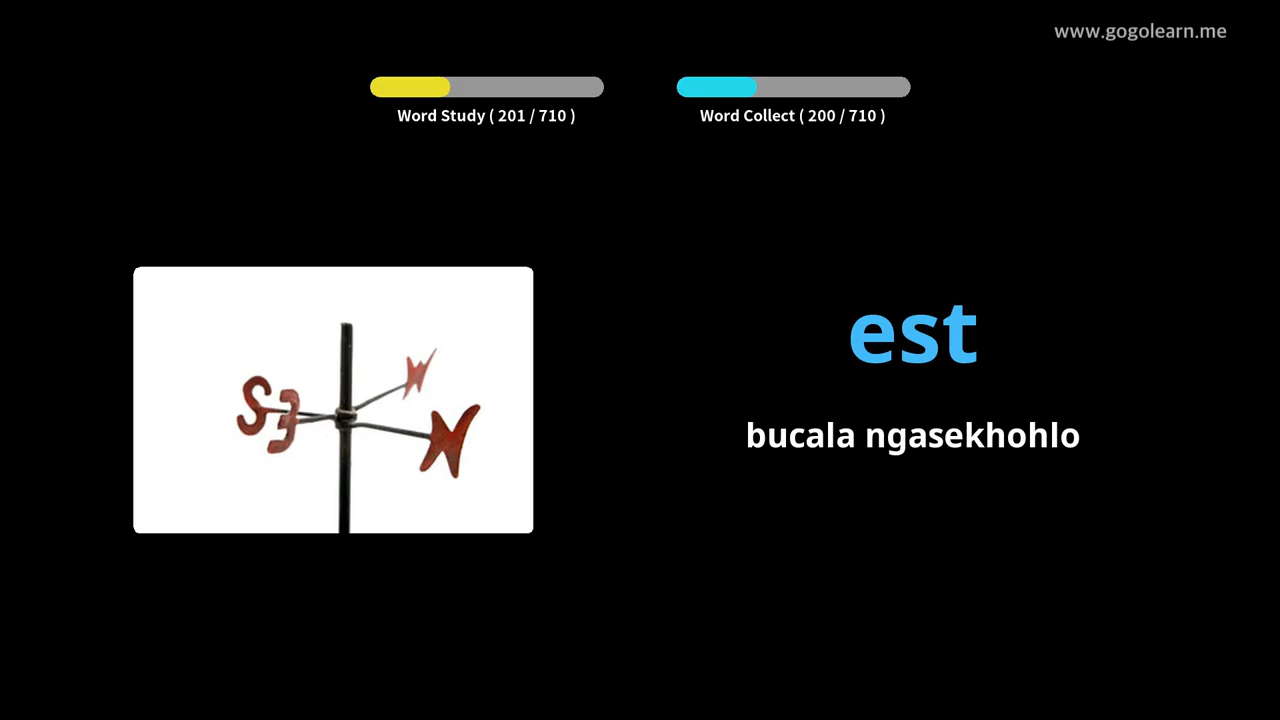 www.gogolearn.me
Word Study ( 201 / 710 )
Word Collect ( 200 / 710 )
est
bucala ngasekhohlo
S E N W